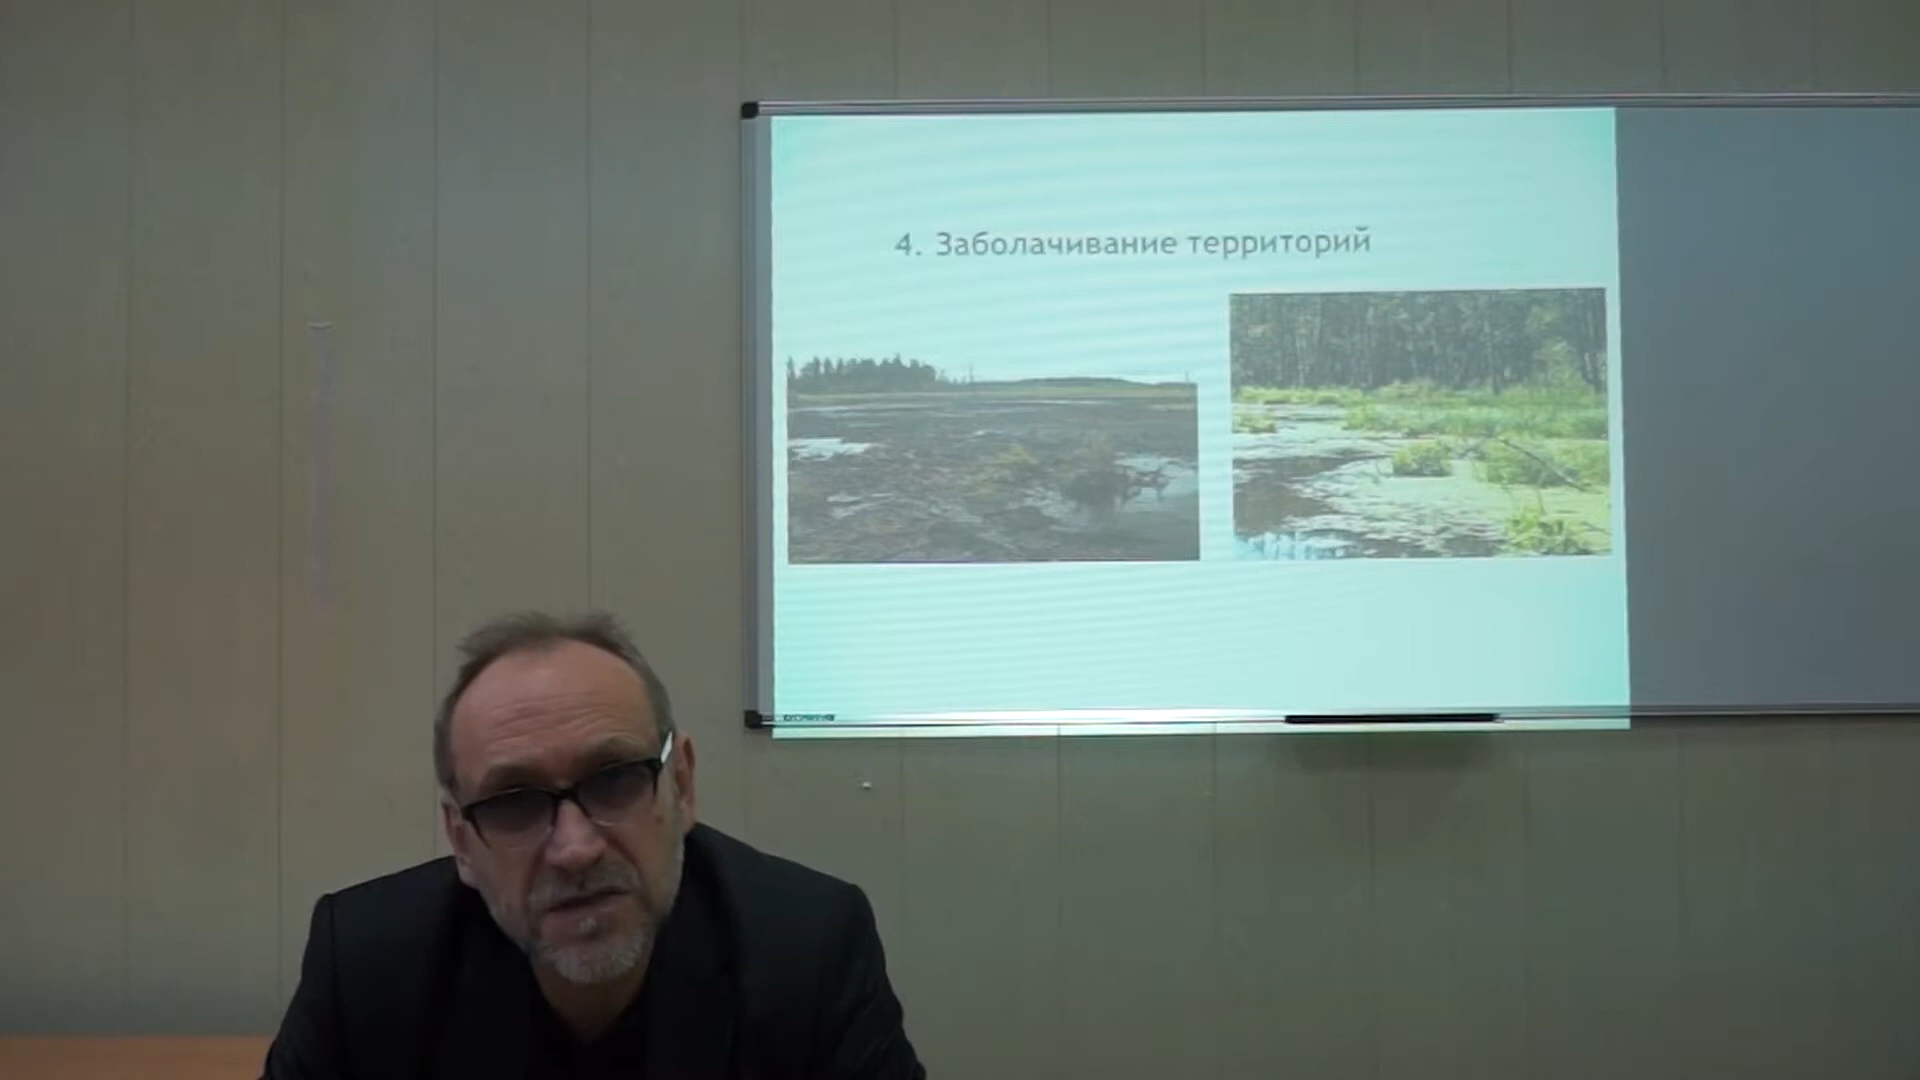 4. Заболачивание территорий